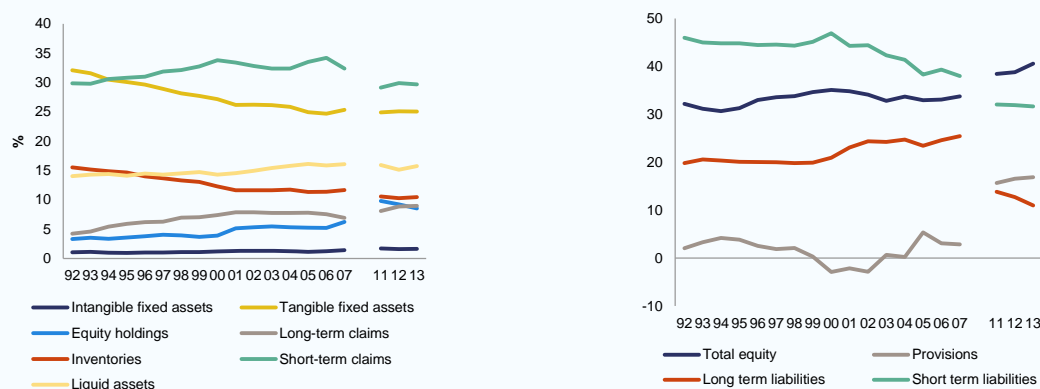 40
35
30
25
20
15
10
5
0
%
92 93 94 95 96 97 98 99 00 01 02 03 04 05 06 07 11 12 13
Intangible fixed assets
Tangible fixed assets
Equity holdings
Long-term claims
Inventories
Short-term claims
Liquid assets
50
40
30
20
10
0
-10
92 93 94 95 96 97 98 99 00 01 02 03 04 05 06 07 11 12 13
Total equity
Provisions
Long term liabilities
Short term liabilities